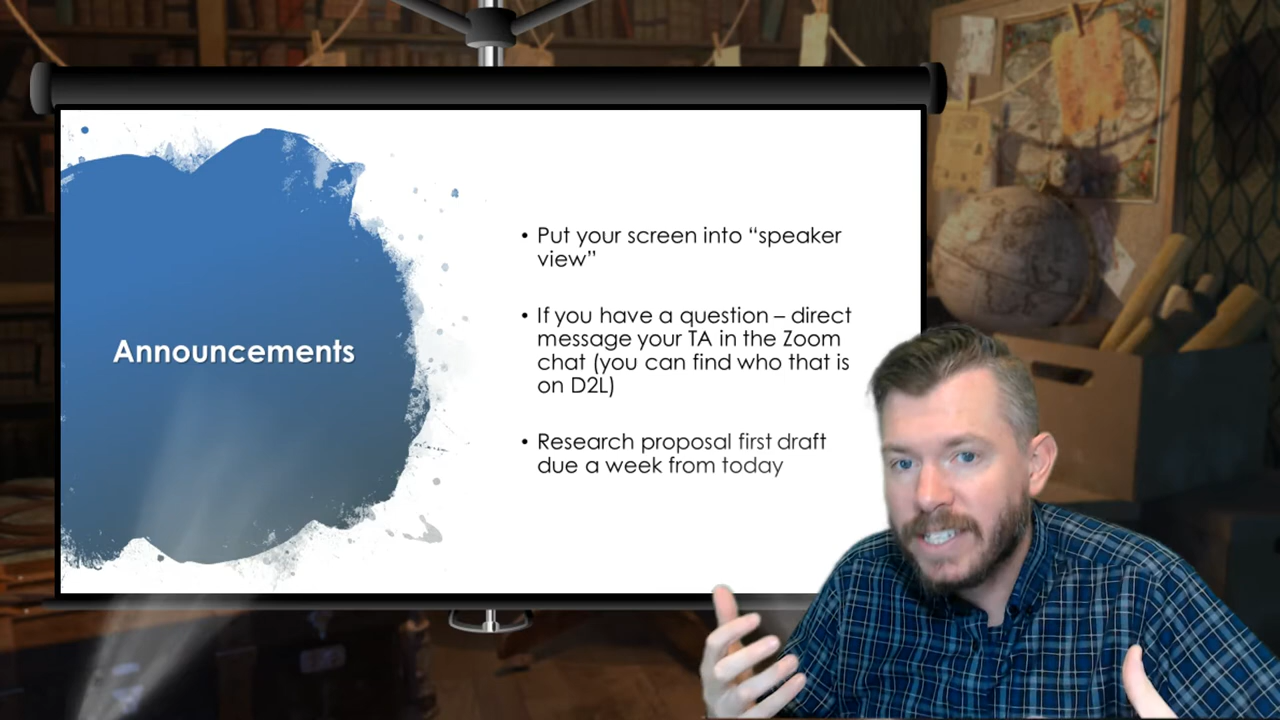 Announcements
• Put your screen into “speaker
view”
• If you have a question – direct
message your TA in the Zoom
chat (you can find who that is
on D2L)
• Research proposal first draft
due a week from today